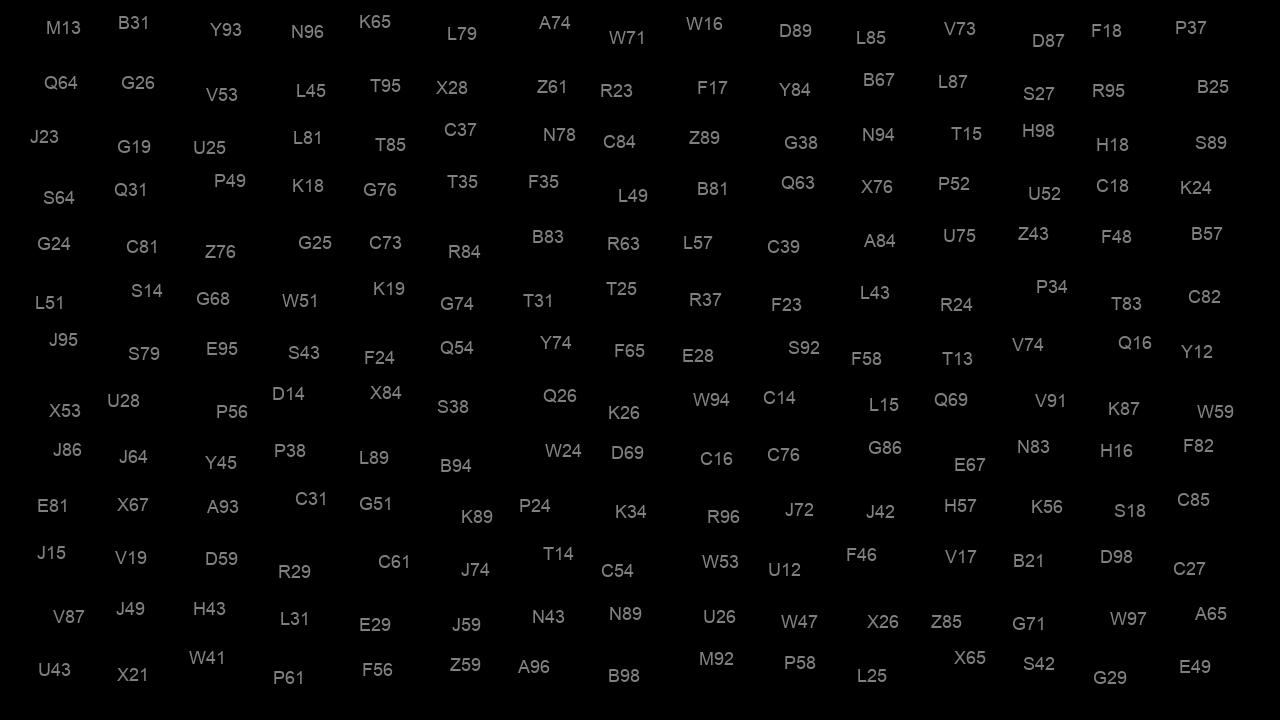 M13 B31 Y93 N96 K65 L79 A74 W71 W16 D89 L85 V73 D87 F18 P37
Q64 G26 V53 L45 T95 X28 Z61 R23 F17 Y84 B67 L87 S27 R95 B25
J23 G19 U25 L81 T85 C37 N78 C84 Z89 G38 N94 T15 H98 H18 S89
S64 Q31 P49 K18 G76 T35 F35 L49 B81 Q63 X76 P52 U52 C18 K24
G24 C81 Z76 G25 C73 R84 B83 R63 L57 C39 A84 U75 Z43 F48 B57
L51 S14 G68 W51 K19 G74 T31 T25 R37 F23 L43 R24 P34 T83 C82
J95 S79 E95 S43 F24 Q54 Y74 F65 E28 S92 F58 T13 V74 Q16 Y12
X53 U28 P56 D14 X84 S38 Q26 K26 W94 C14 L15 Q69 V91 K87 W59
J86 J64 Y45 P38 L89 B94 W24 D69 C16 C76 G86 E67 N83 H16 F82
E81 X67 A93 C31 G51 K89 P24 K34 R96 J72 J42 H57 K56 S18 C85
J15 V19 D59 R29 C61 J74 T14 C54 W53 U12 F46 V17 B21 D98 C27
V87 J49 H43 L31 E29 J59 N43 N89 U26 W47 X26 Z85 G71 W97 A65
U43 X21 W41 P61 F56 Z59 A96 B98 M92 P58 L25 X65 S42 G29 E49